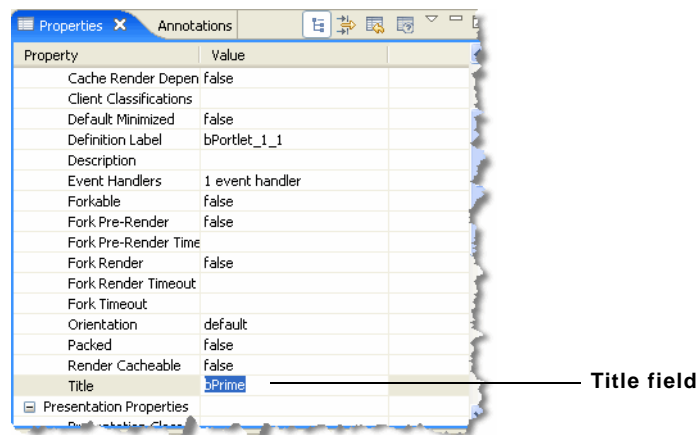 Properties Annotations
Property Value
Cache Render Depen false
Client Classifications
Default Minimized false
Definition Label bPortlet_1_1
Description
Event Handlers 1 event handler
Forkable false
Fork Pre-Render false
Fork Pre-Render Time
Fork Render false
Fork Render Timeout
Fork Timeout
Orientation default
Packed false
Render Cacheable false
Title bPrime Title field
Presentation Properties